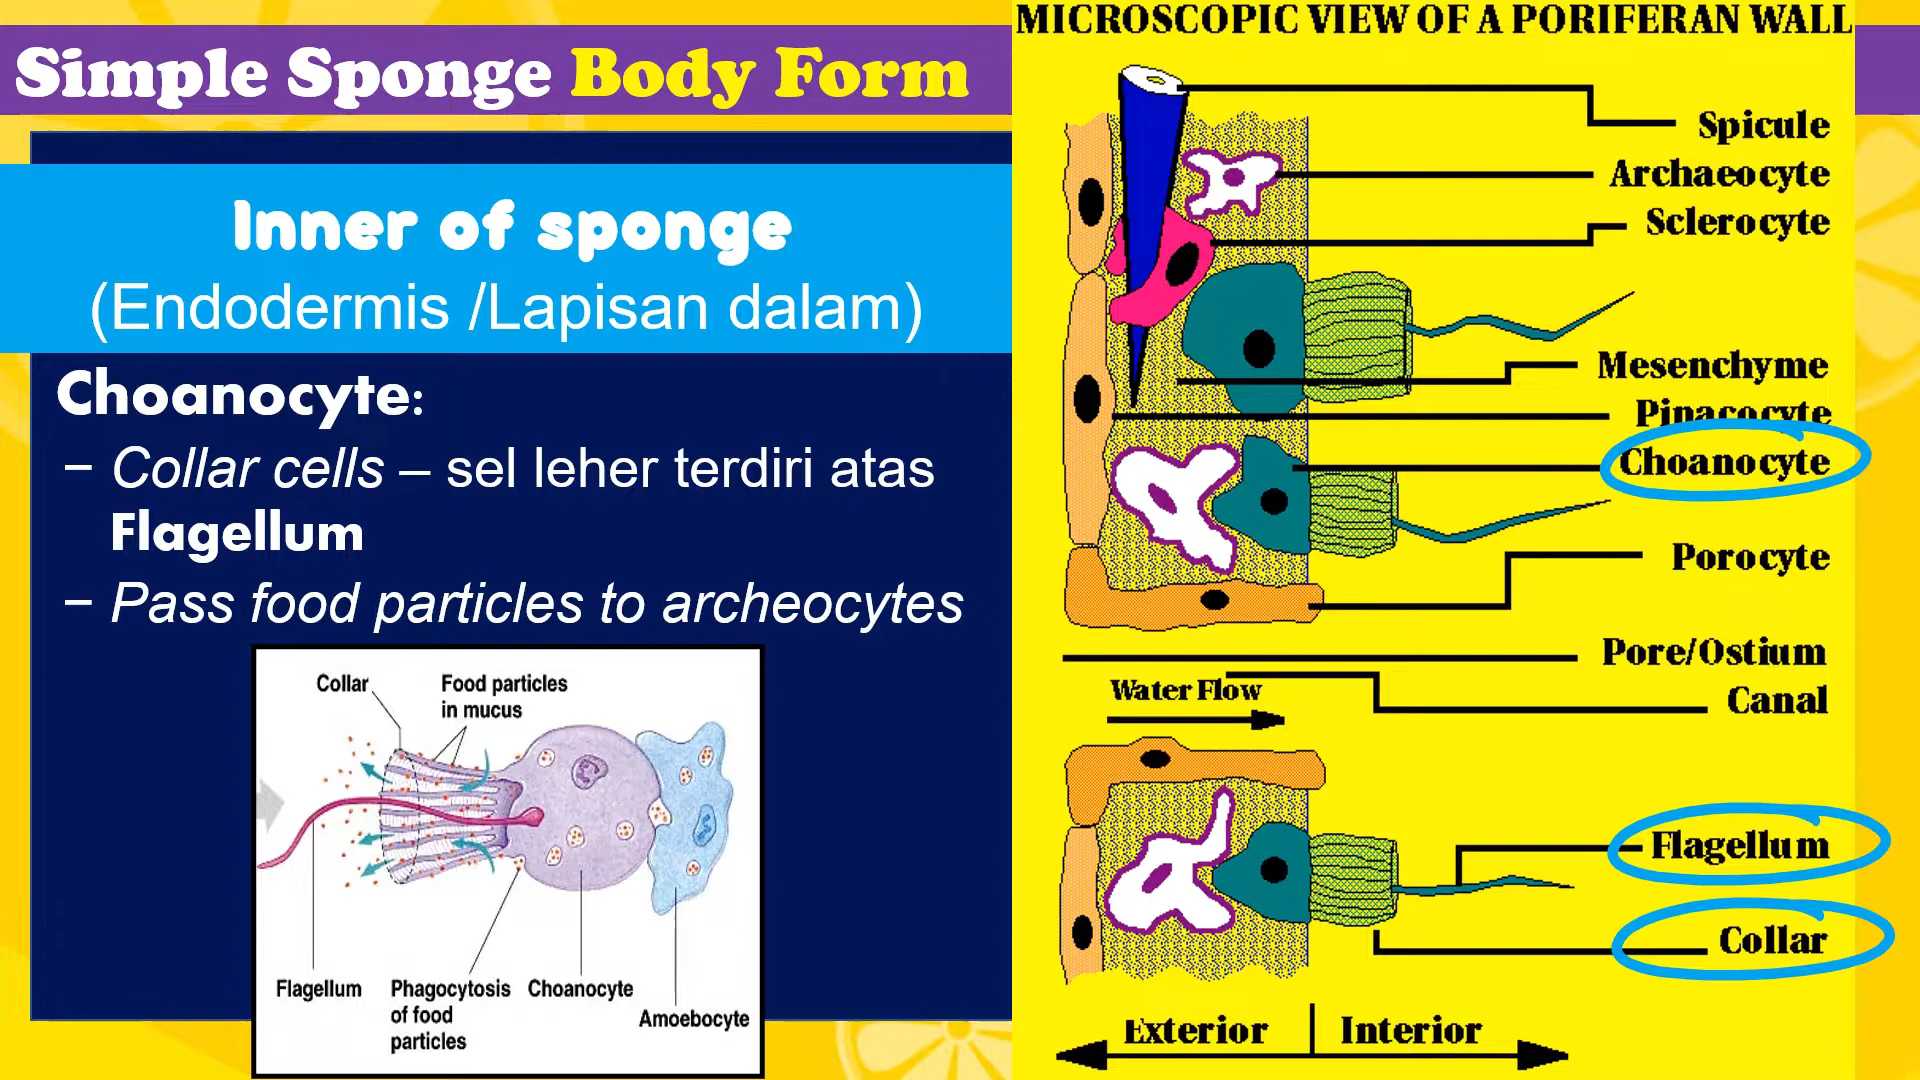 Simple Sponge Body Form
Inner of sponge
(Endodermis /Lapisan dalam)
Choanocyte:
– Collar cells – sel leher terdiri atas
Flagellum
– Pass food particles to archeocytes
Collar
Food particles
in mucus
Flagellum
Phagocytosis
of food
particles
Choanocyte
Amoebocyte
MICROSCOPIC VIEW OF A PORIFERAN WALL
Spicule
Archaeocyte
Sclerocyte
Mesenchyme
Pinacocyte
Choanocyte
Porocyte
Pore/Ostium
Water Flow
Canal
Flagellum
Collar
Exterior
Interior